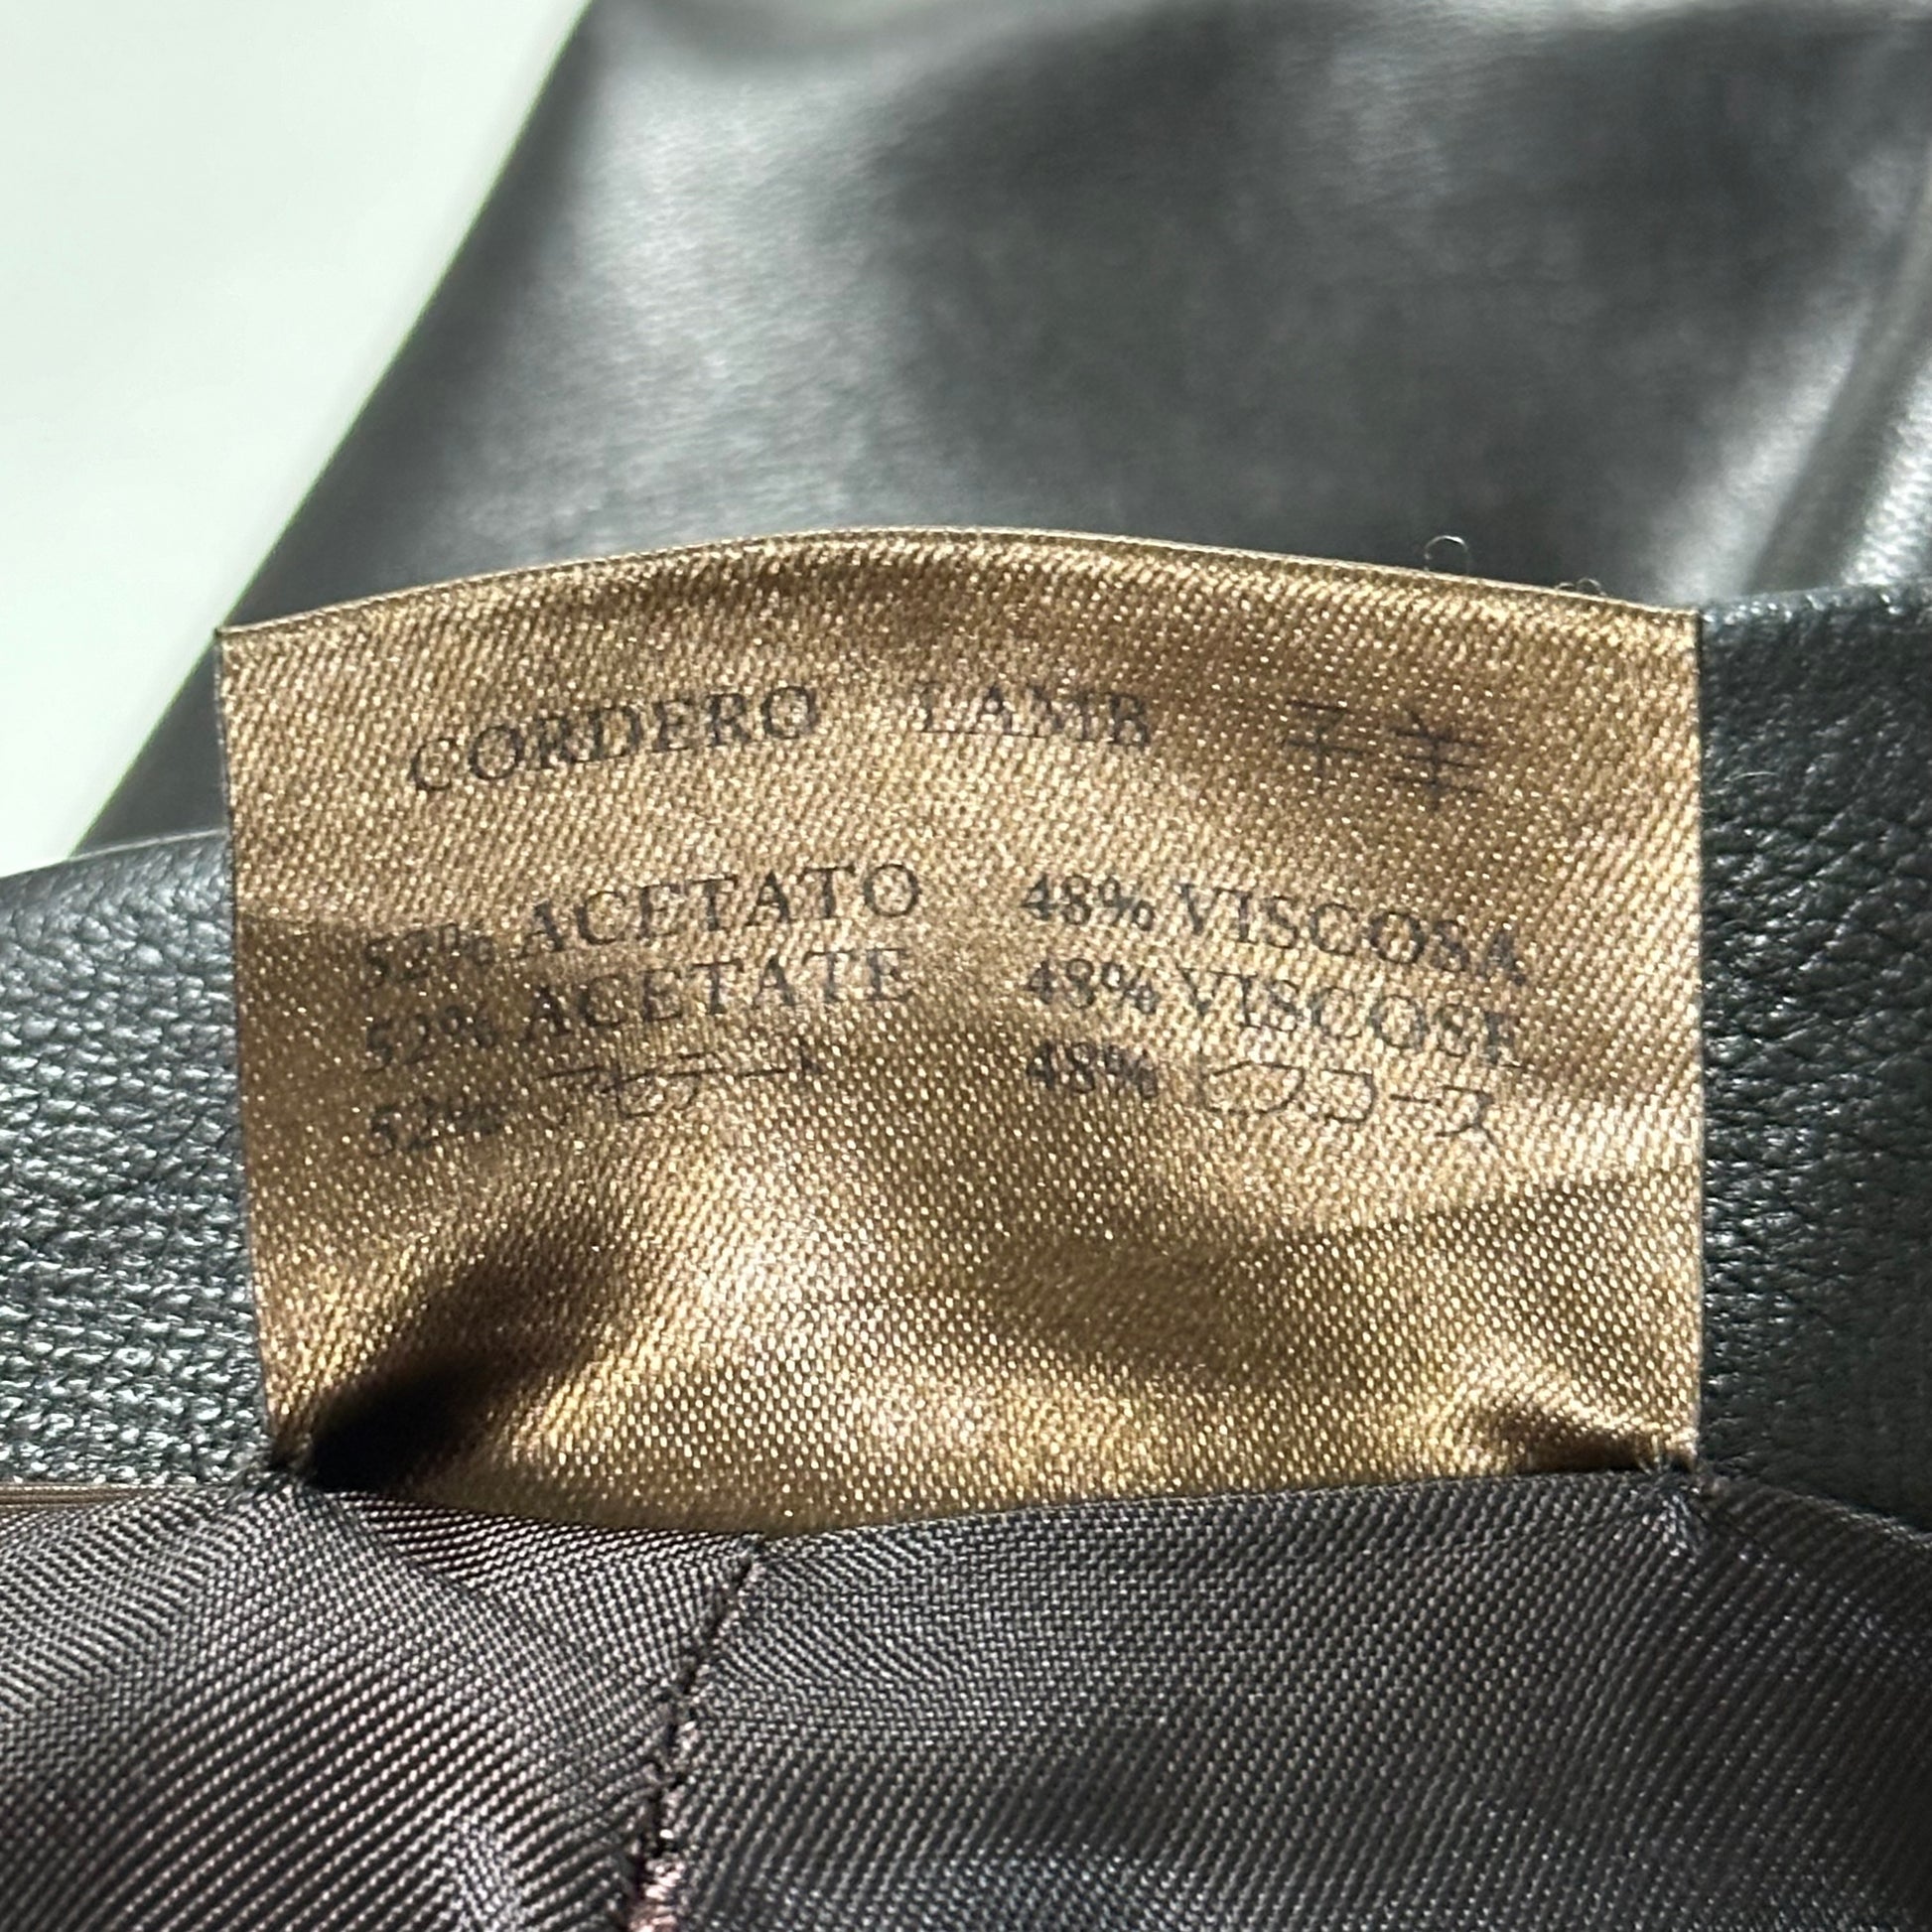 CORDERO LAMB 子羊
52% ACETATO 48% VISCOSA
52% ACETATE 48% VISCOSE
52% アセテート 48% ビスコース